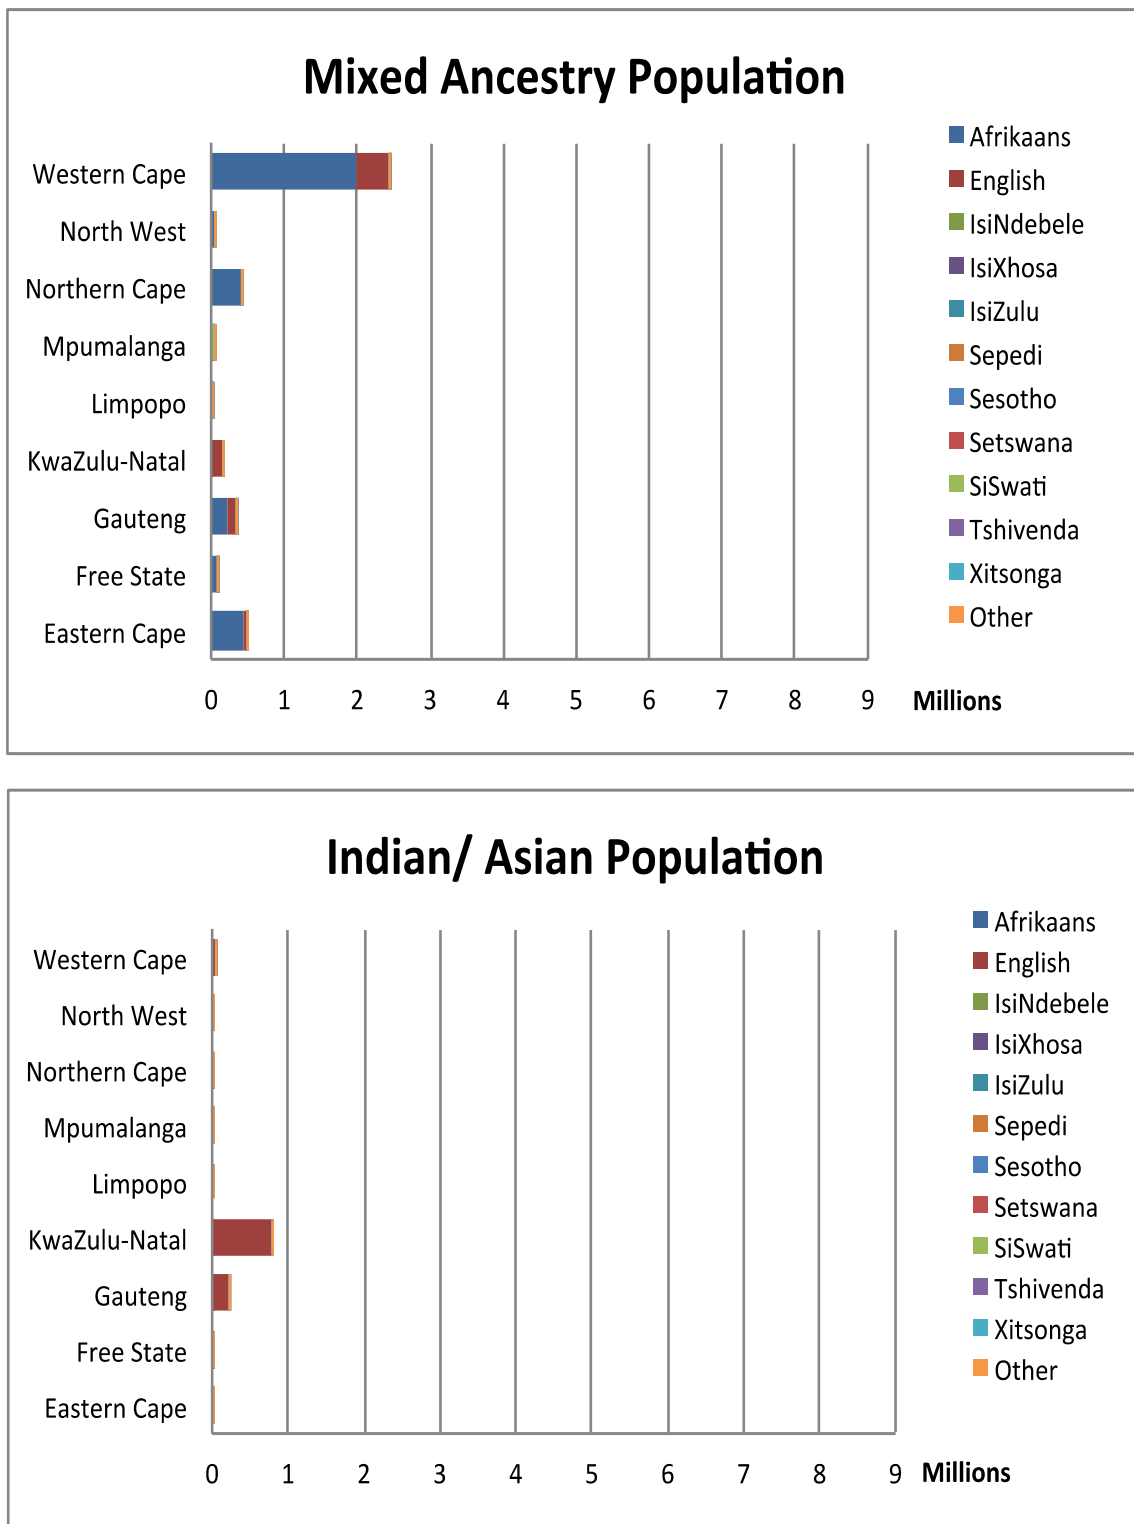 Mixed Ancestry Population
Western Cape
North West
Northern Cape
Mpumalanga
Limpopo
KwaZulu-Natal
Gauteng
Free State
Eastern Cape
0 1 2 3 4 5 6 7 8 9 Millions
Afrikaans
English
IsiNdebele
IsiXhosa
IsiZulu
Sepedi
Sesotho
Setswana
SiSwati
Tshivenda
Xitsonga
Other
Indian/ Asian Population
Western Cape
North West
Northern Cape
Mpumalanga
Limpopo
KwaZulu-Natal
Gauteng
Free State
Eastern Cape
0 1 2 3 4 5 6 7 8 9 Millions
Afrikaans
English
IsiNdebele
IsiXhosa
IsiZulu
Sepedi
Sesotho
Setswana
SiSwati
Tshivenda
Xitsonga
Other